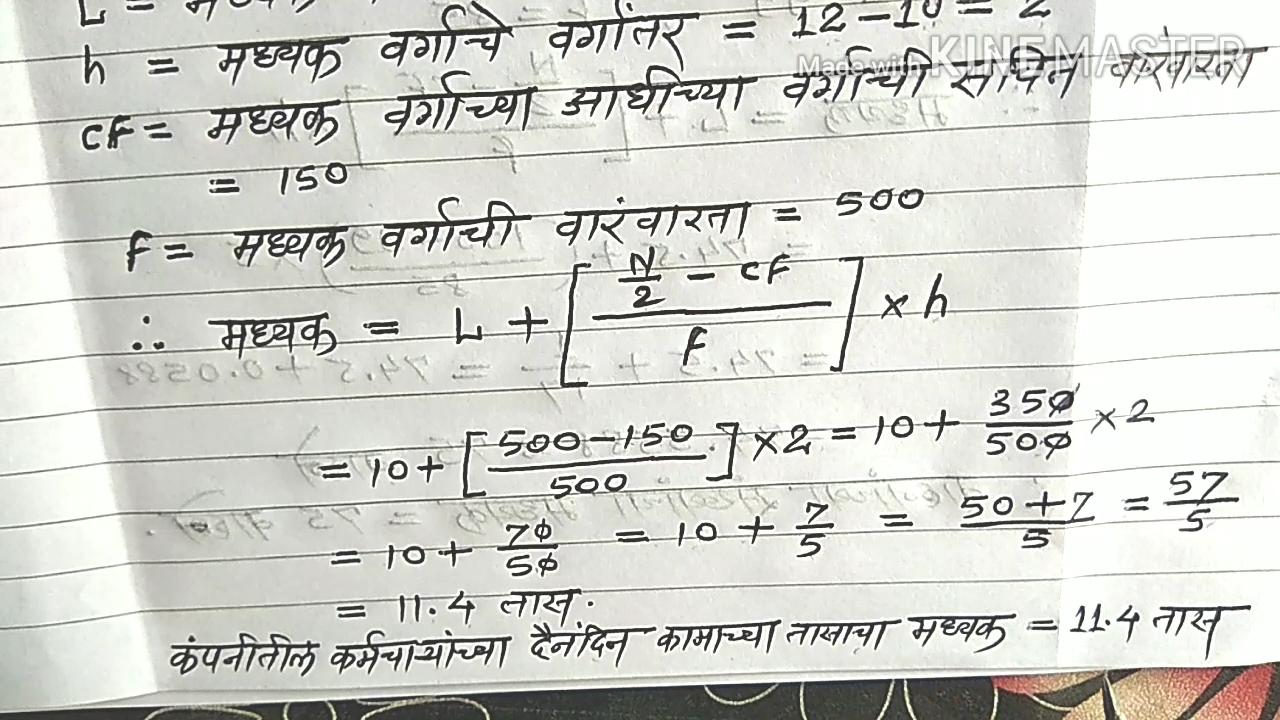 L = मध्यक
h = मध्यक वर्गाचे वर्गांतर = 12 – 10 = 2
Made with KINEMASTER
cf = मध्यक वर्गाच्या आधीच्या वर्गाची संचित वारंवारता
= 150
f = मध्यक वर्गाची वारंवारता = 500
∴ मध्यक = L + [ (N/2 – cf) / f ] × h
= 10 + [ (500 – 150) / 500 ] × 2 = 10 + 350/500 × 2
= 10 + 70/50 = 10 + 7/5 = (50 + 7)/5 = 57/5
= 11.4 तास.
कंपनीतील कर्मचाऱ्यांच्या दैनंदिन कामाच्या तासाचा मध्यक = 11.4 तास